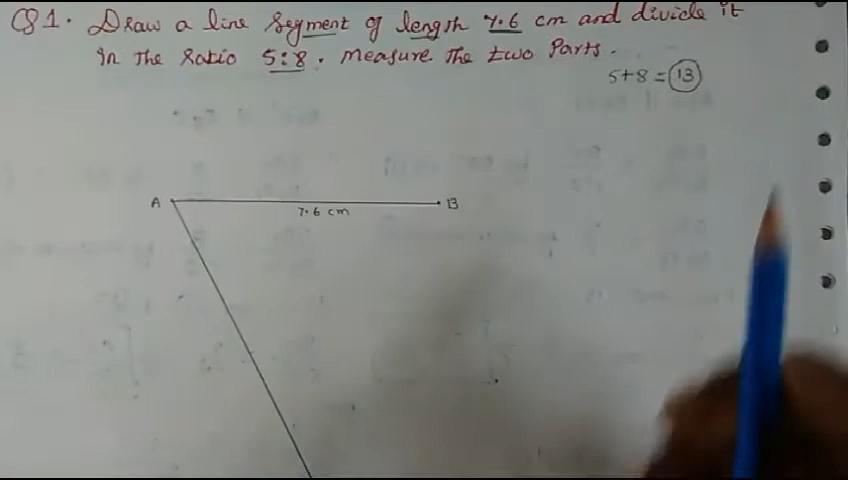 Q1. Draw a line segment of length 7.6 cm and divide it
in the ratio 5:8. measure the two parts.
5+8=13
A B
7.6 cm